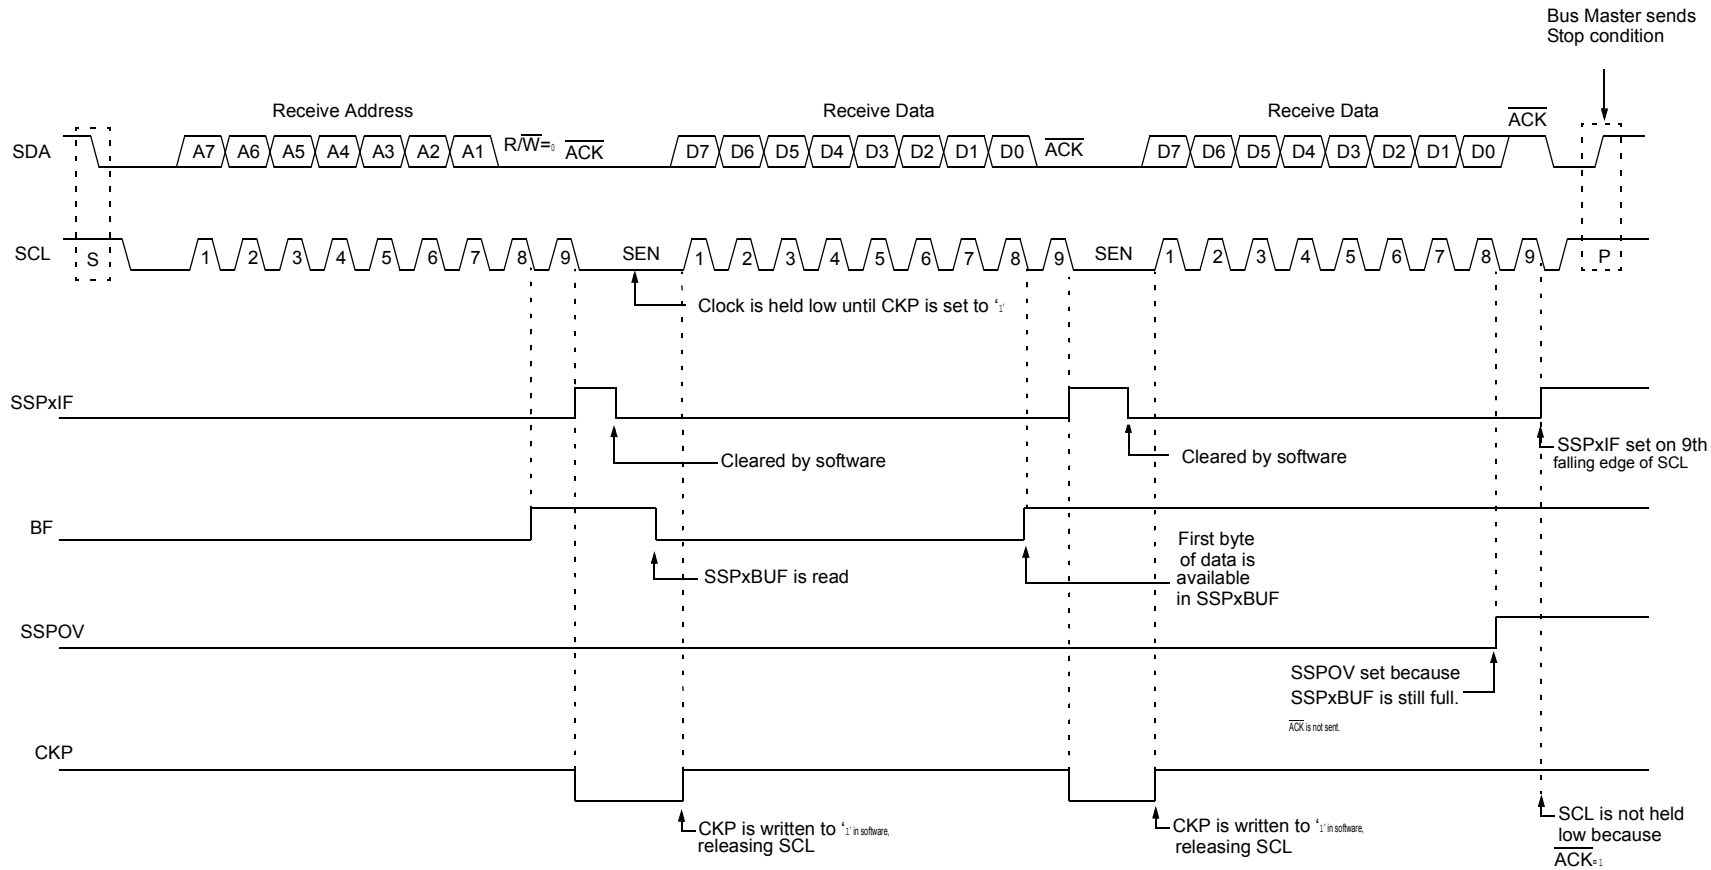 Bus Master sends
Stop condition
Receive Address
Receive Data
Receive Data
ACK
SDA
A7 A6 A5 A4 A3 A2 A1 R/W=0 ACK
D7 D6 D5 D4 D3 D2 D1 D0 ACK
D7 D6 D5 D4 D3 D2 D1 D0
SCL
S
1 2 3 4 5 6 7 8 9 SEN
1 2 3 4 5 6 7 8 9 SEN
1 2 3 4 5 6 7 8 9
P
Clock is held low until CKP is set to ‘1’
SSPxIF
Cleared by software
Cleared by software
SSPxIF set on 9th
falling edge of SCL
BF
SSPxBUF is read
First byte
of data is
available
in SSPxBUF
SSPOV
SSPOV set because
SSPxBUF is still full.
ACK is not sent.
CKP
CKP is written to ‘1’ in software,
releasing SCL
CKP is written to ‘1’ in software,
releasing SCL
SCL is not held
low because
ACK= 1